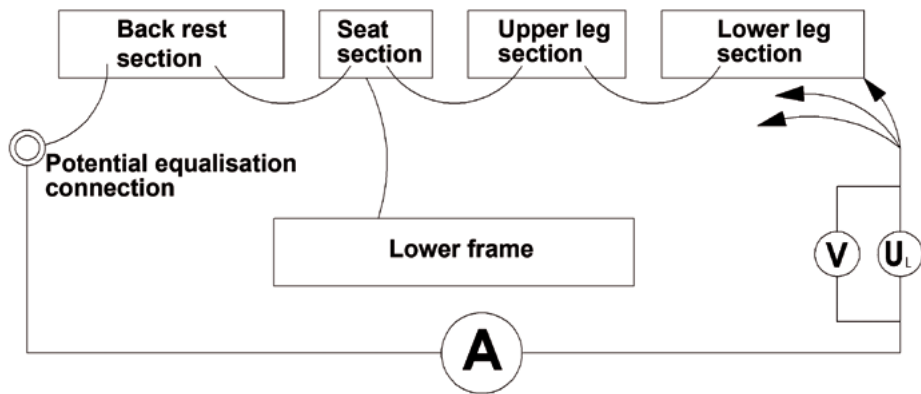 Back rest
section
Seat
section
Upper leg
section
Lower leg
section
Potential equalisation
connection
Lower frame
V
UL
A